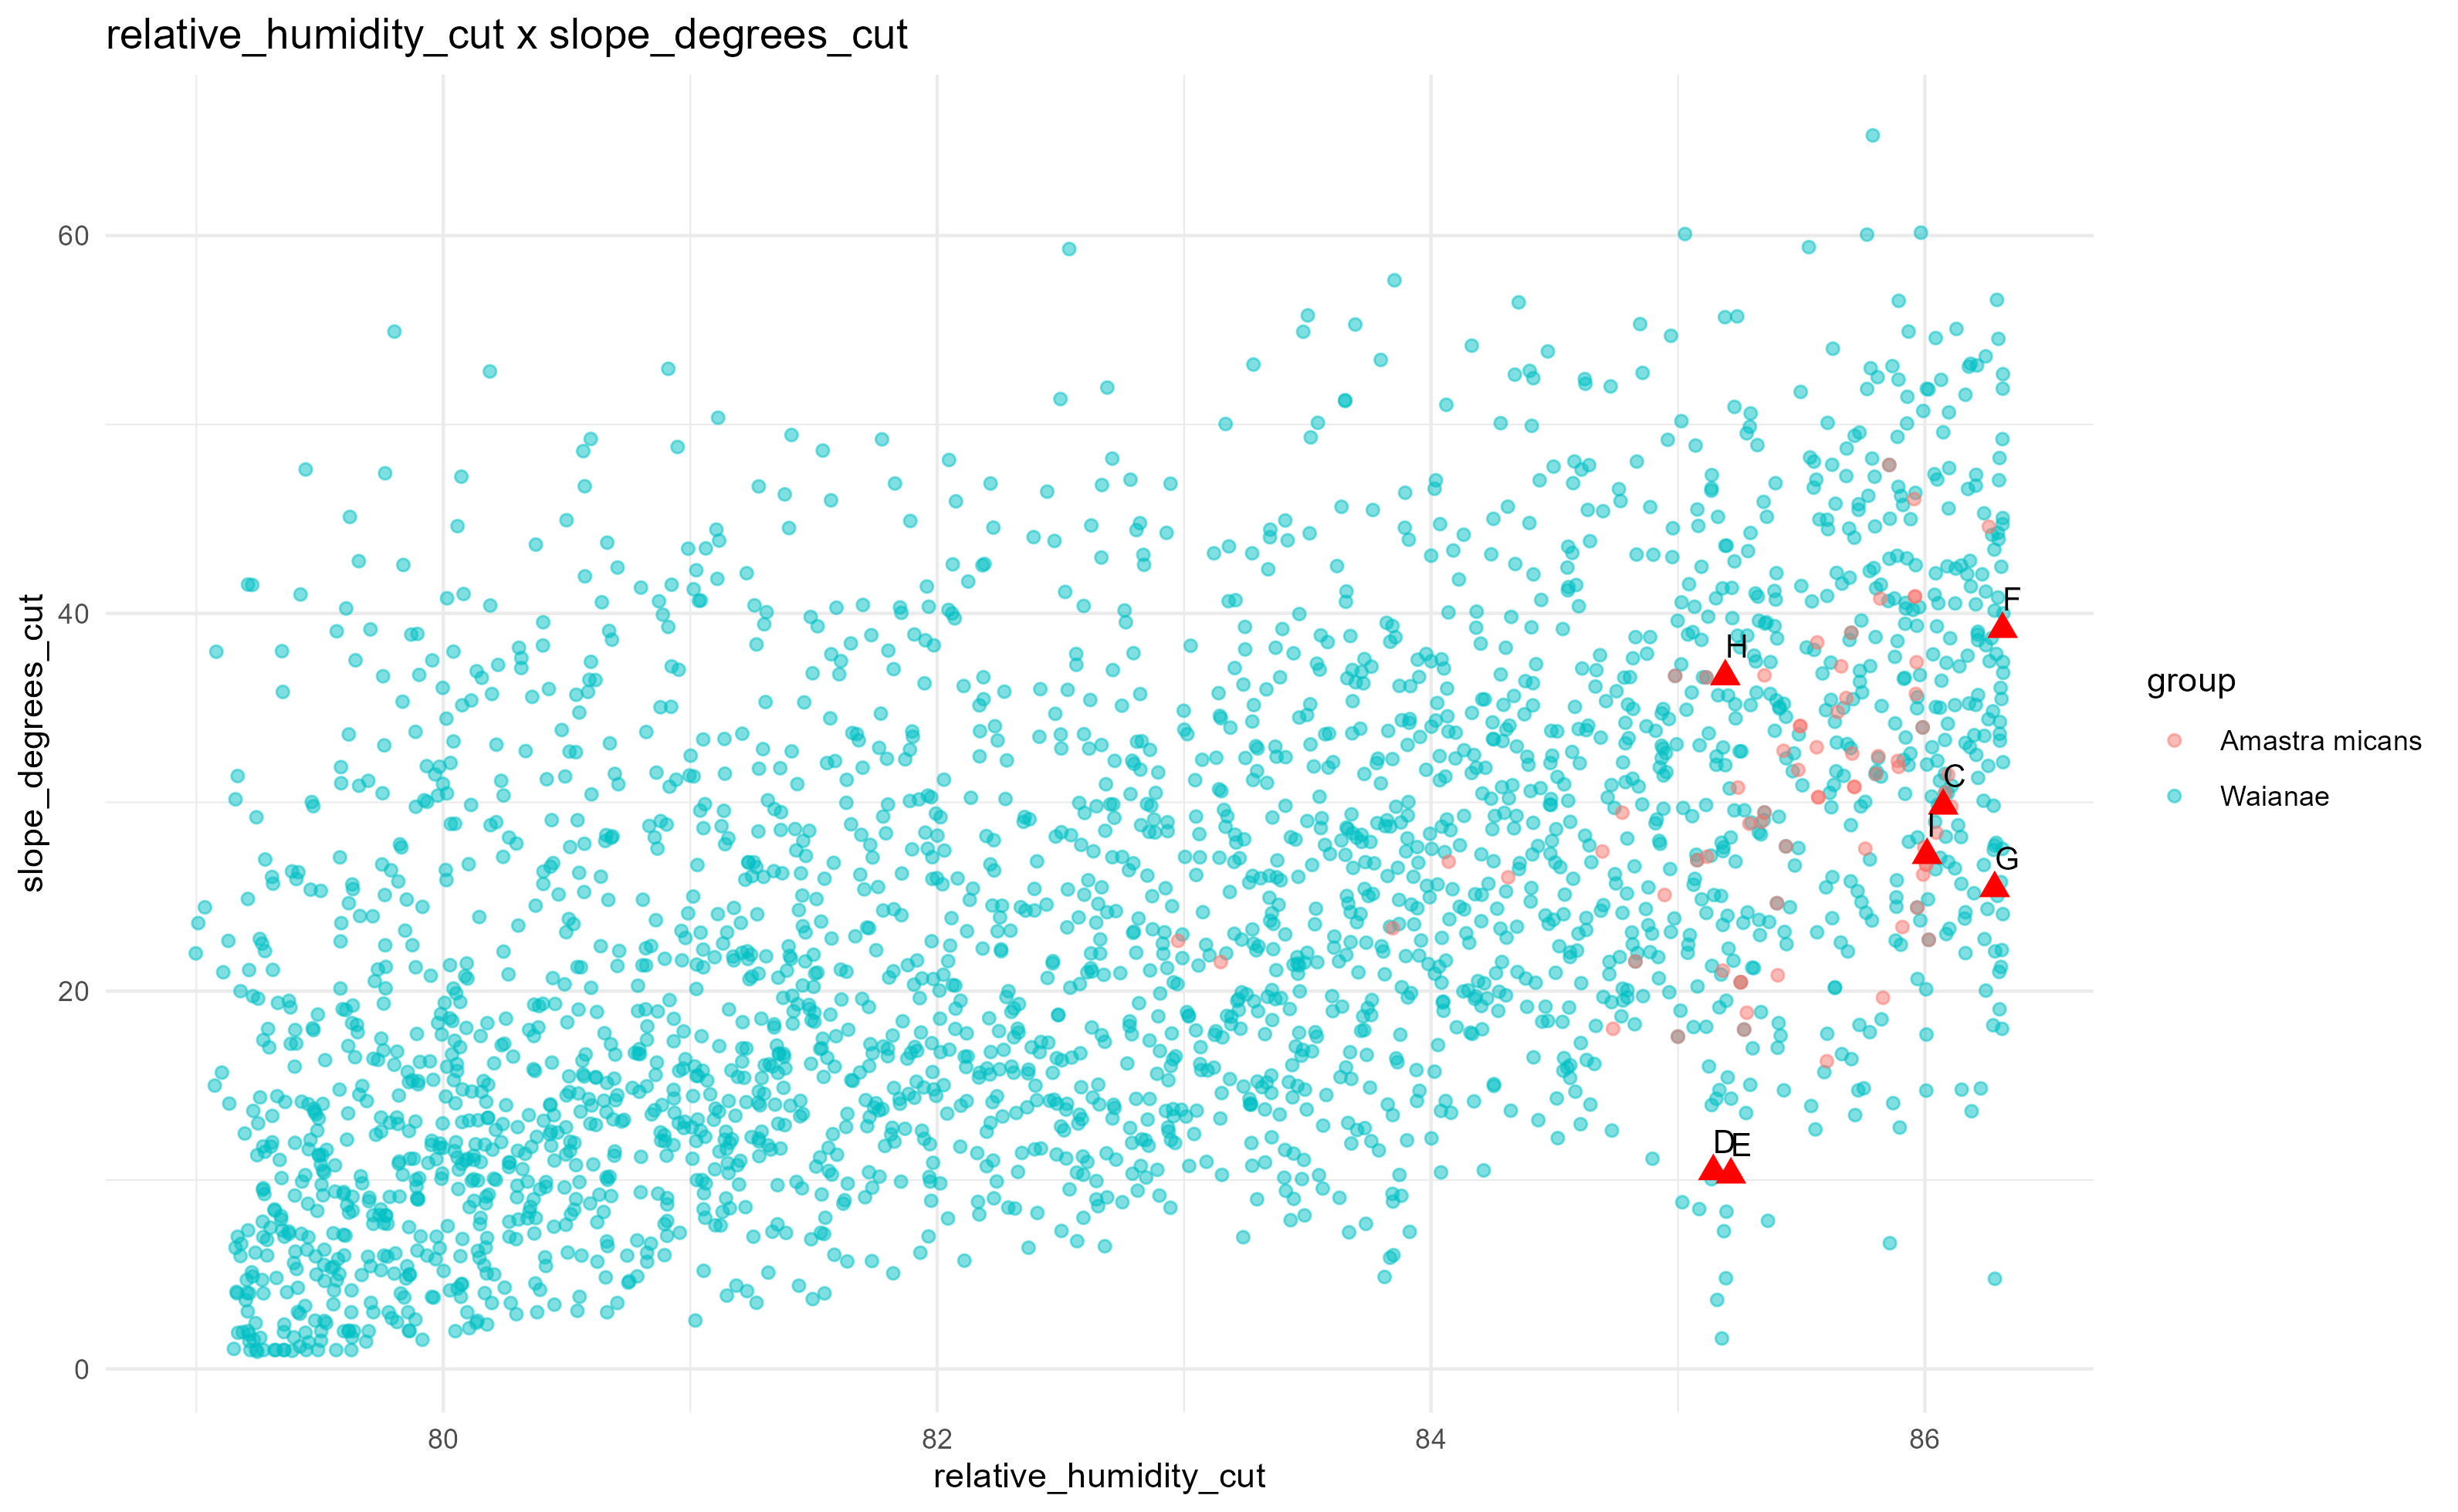 relative_humidity_cut x slope_degrees_cut
60
40
20
0
slope_degrees_cut
F
H
C
I
G
D
E
80
82
84
86
relative_humidity_cut
group
Amastra micans
Waianae